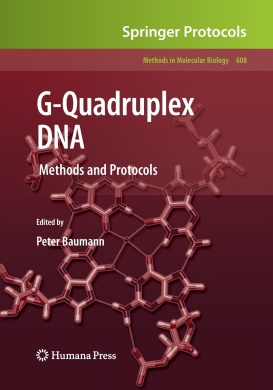 Springer Protocols
Methods in Molecular Biology 608
G-Quadruplex
DNA
Methods and Protocols
Edited by
Peter Baumann
Humana Press